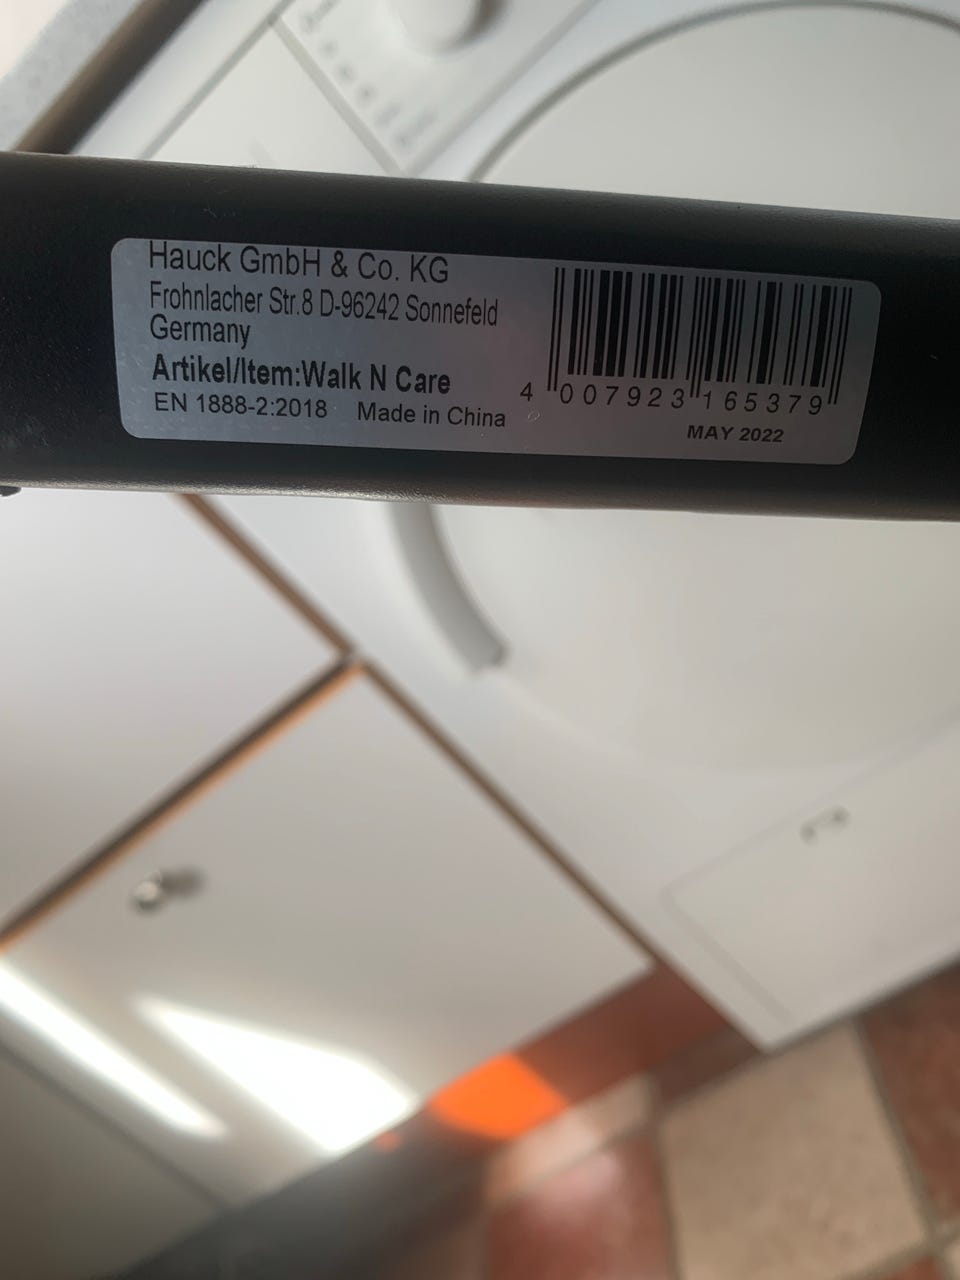 Hauck GmbH & Co. KG
Frohnlacher Str.8 D-96242 Sonnefeld
Germany
Artikel/Item:Walk N Care
EN 1888-2:2018 Made in China
4 007923 165379
MAY 2022